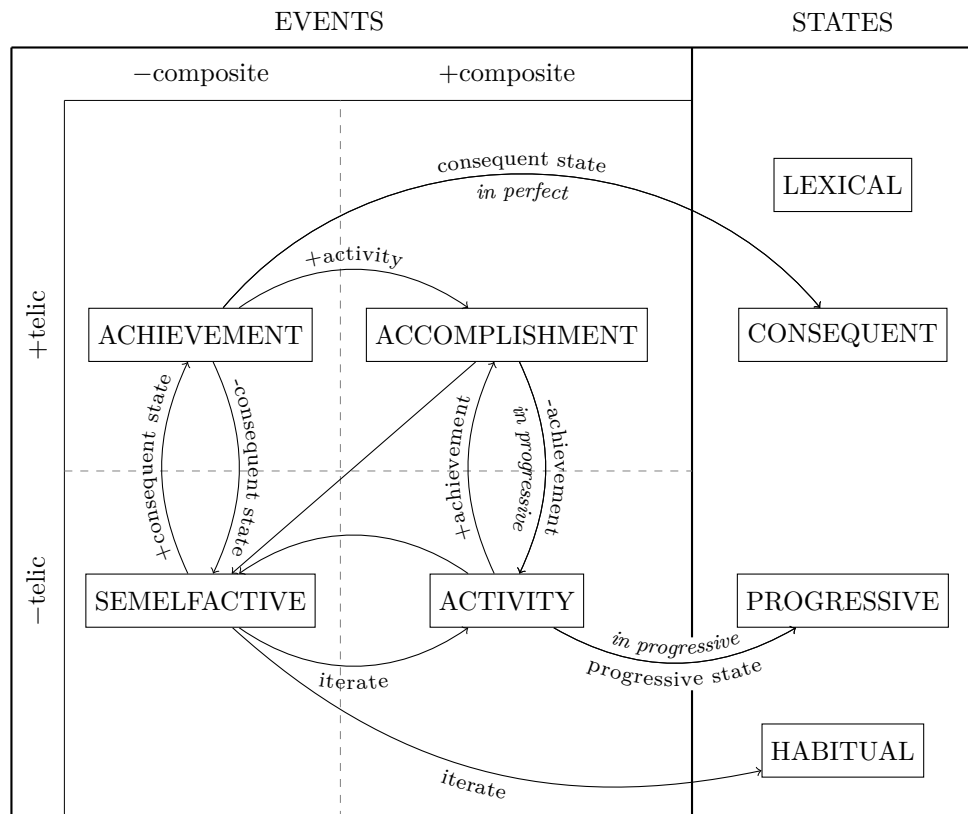 EVENTS
STATES
−composite
+composite
consequent state
in perfect
LEXICAL
+activity
+telic
ACHIEVEMENT
ACCOMPLISHMENT
CONSEQUENT
+consequent state
-consequent state
+achievement
in progressive
-achievement
−telic
SEMELFACTIVE
ACTIVITY
PROGRESSIVE
in progressive
progressive state
iterate
HABITUAL
iterate